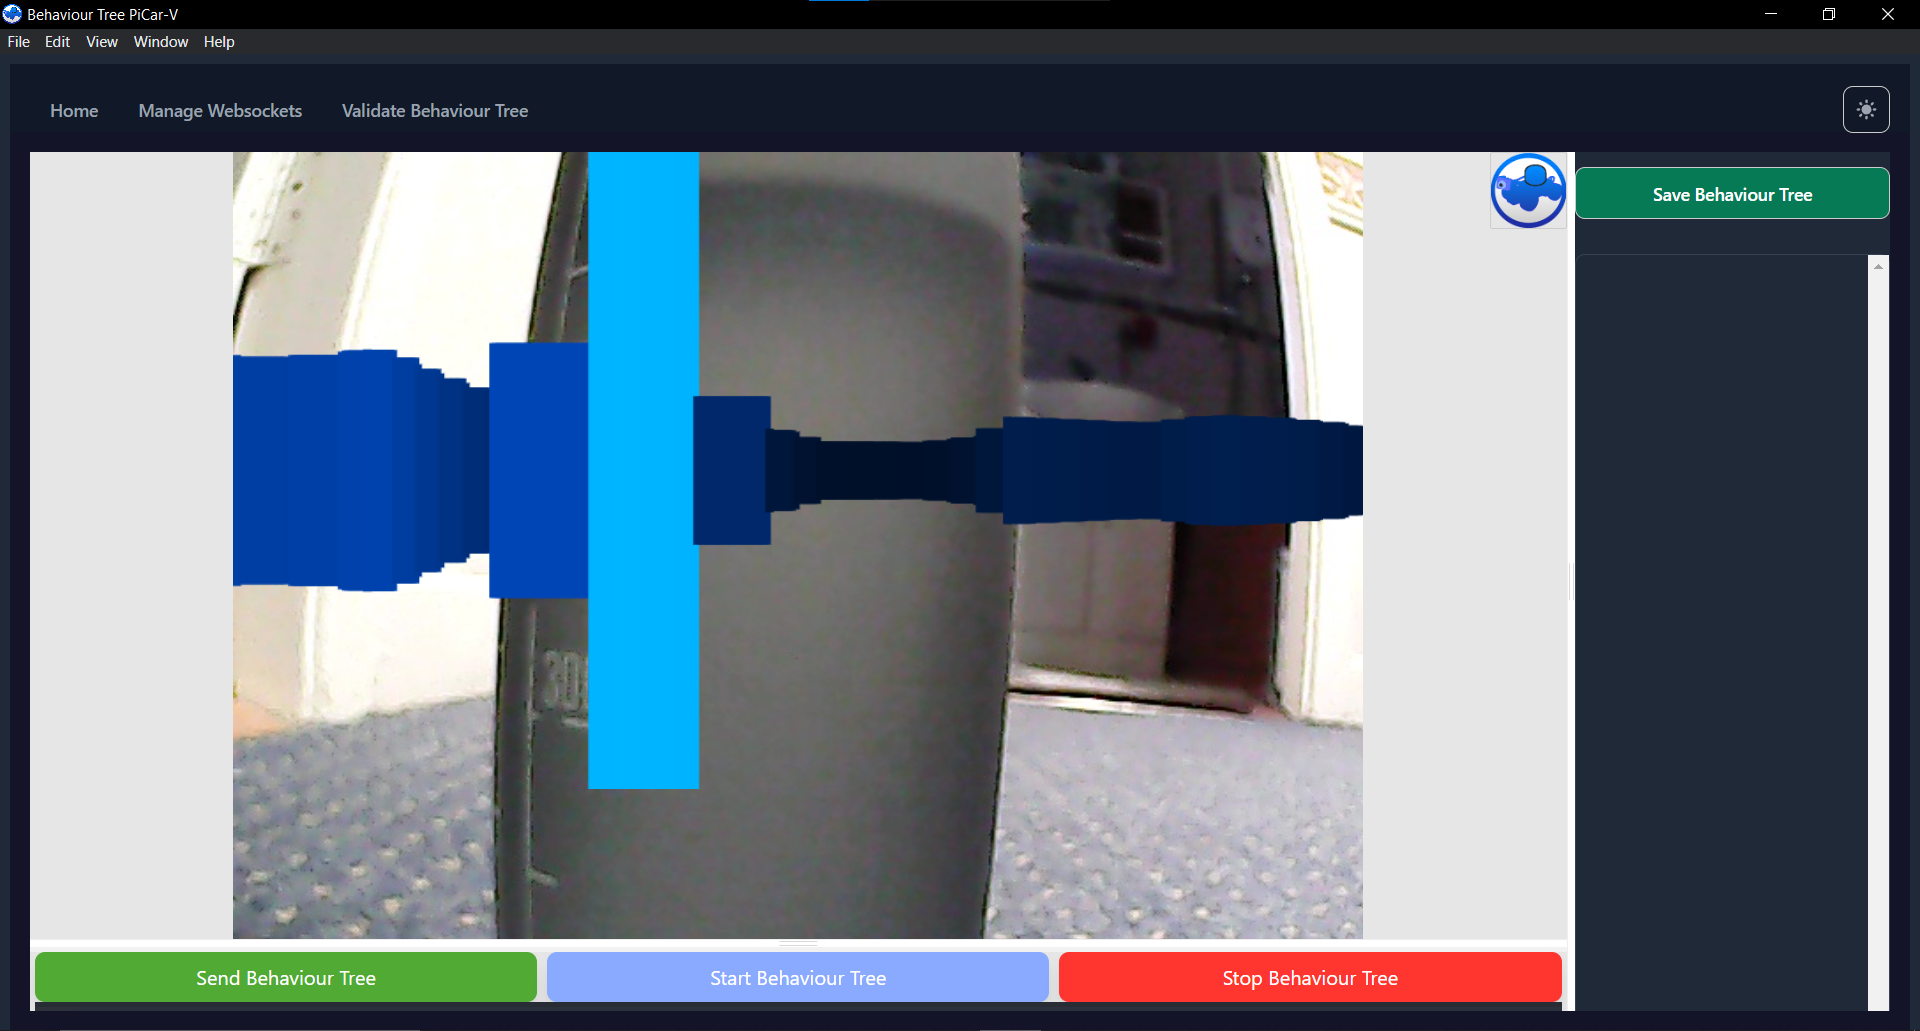 Behaviour Tree PiCar-V
File Edit View Window Help
Home Manage Websockets Validate Behaviour Tree
Save Behaviour Tree
Send Behaviour Tree Start Behaviour Tree Stop Behaviour Tree